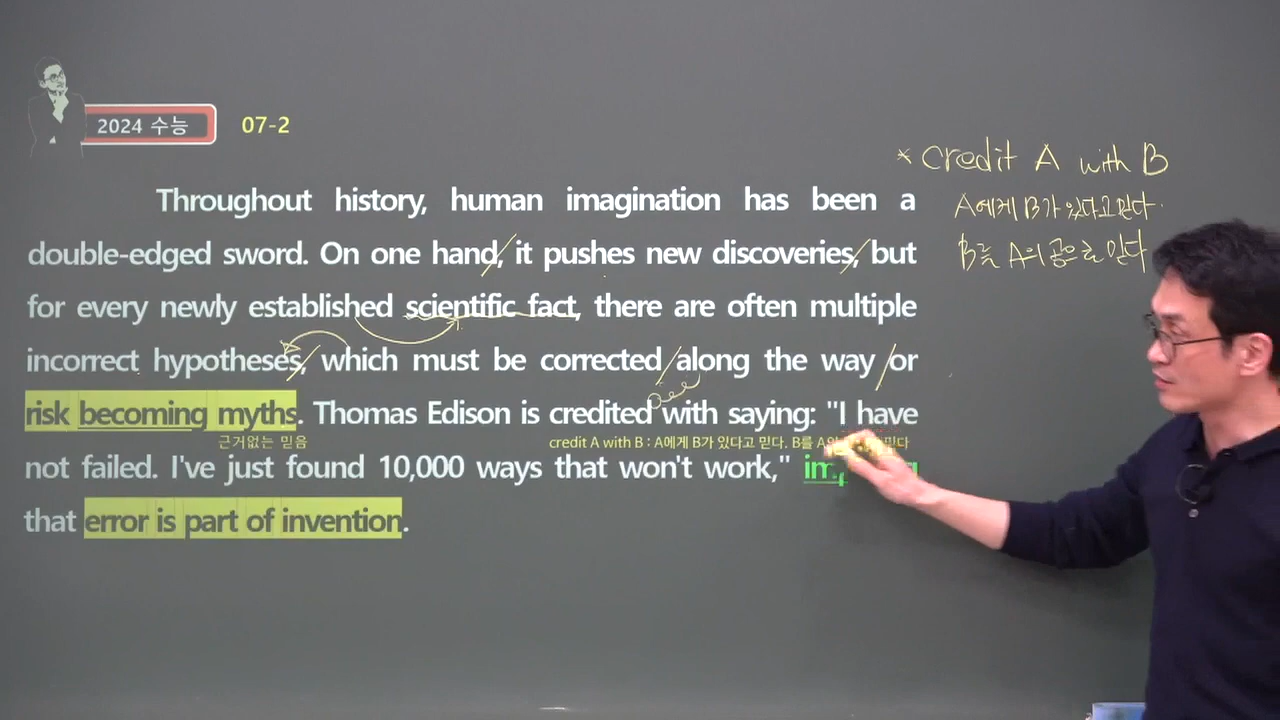 2024 수능 07-2
* credit A with B
Throughout history, human imagination has been a
A에게 B가 있다고 믿다.
double-edged sword. On one hand, it pushes new discoveries, but
B를 A의 공으로 믿다
for every newly established scientific fact, there are often multiple
incorrect hypotheses, which must be corrected along the way or
risk becoming myths. Thomas Edison is credited with saying: "I have
근거없는 믿음 credit A with B : A에게 B가 있다고 믿다. B를 A의
not failed. I've just found 10,000 ways that won't work,"
that error is part of invention.